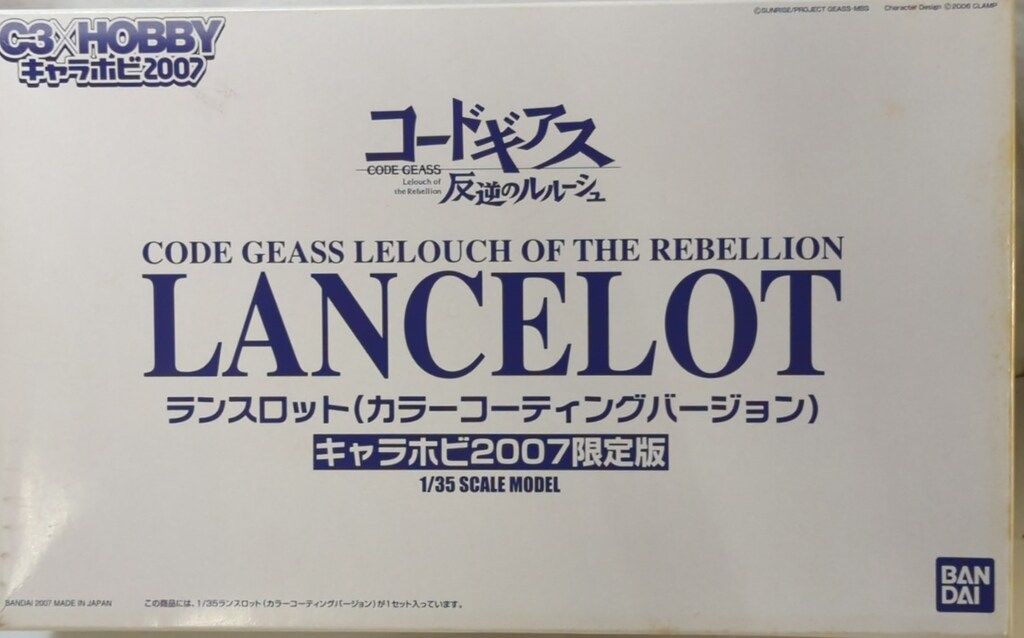 C3×HOBBY
キャラホビ2007
©SUNRISE/PROJECT GEASS・MBS Character Design ©2006 CLAMP
コードギアス
CODE GEASS
Lelouch of
the Rebellion
反逆のルルーシュ
CODE GEASS LELOUCH OF THE REBELLION
LANCELOT
ランスロット(カラーコーティングバージョン)
キャラホビ2007限定版
1/35 SCALE MODEL
BANDAI 2007 MADE IN JAPAN
この商品には、1/35ランスロット(カラーコーティングバージョン)が1セット入っています。
BAN
DAI